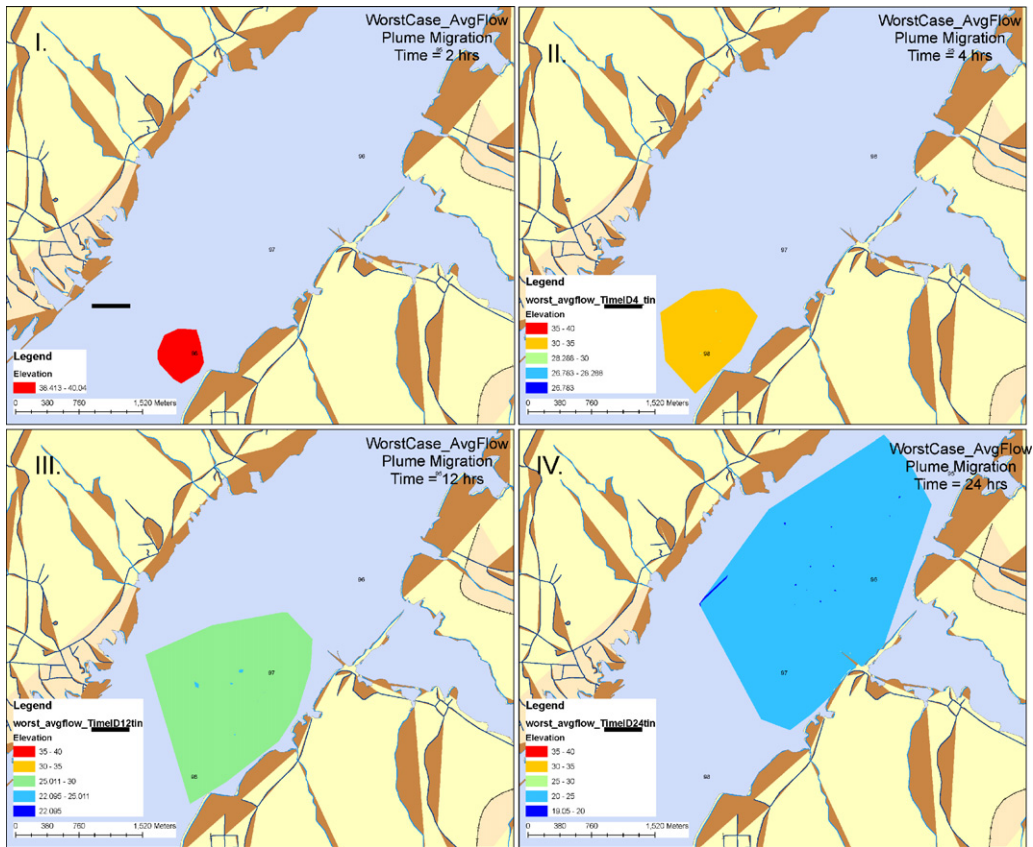 I.
WorstCase_AvgFlow
Plume Migration
Time = 2 hrs
96
97
98
Legend
Elevation
38.413 - 40.04
0 380 760 1,520 Meters
II.
WorstCase_AvgFlow
Plume Migration
Time = 4 hrs
96
97
98
Legend
worst_avgflow_TimeID4_tin
Elevation
35 - 40
30 - 35
28.288 - 30
26.783 - 28.288
26.783
0 380 760 1,520 Meters
III.
WorstCase_AvgFlow
Plume Migration
Time = 12 hrs
96
97
98
Legend
worst_avgflow_TimeID12tin
Elevation
35 - 40
30 - 35
25.011 - 30
22.095 - 25.011
22.095
0 380 760 1,520 Meters
IV.
WorstCase_AvgFlow
Plume Migration
Time = 24 hrs
96
97
98
Legend
worst_avgflow_TimeID24tin
Elevation
35 - 40
30 - 35
25 - 30
20 - 25
19.05 - 20
0 380 760 1,520 Meters